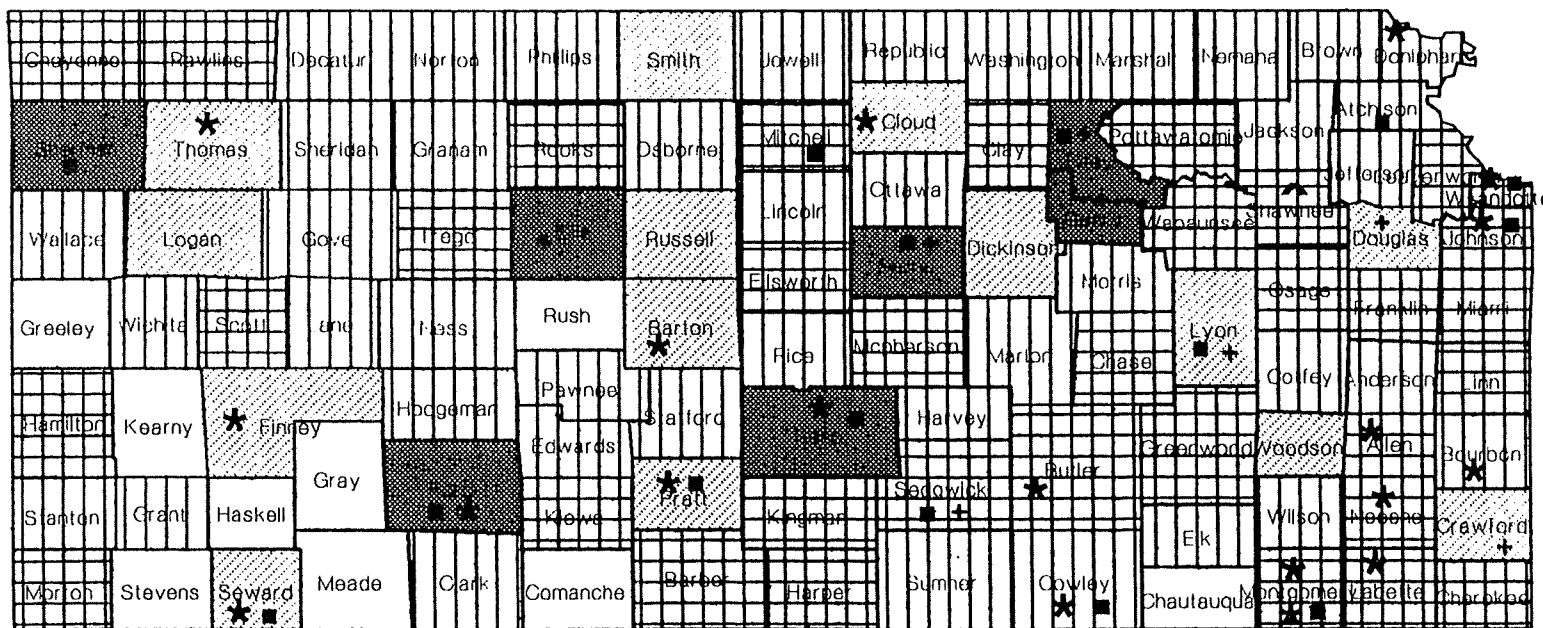 Cheyenne Rawlins Decatur Norton Phillips Smith Jewell Republic Washington Marshall Nemaha Brown Doniphan
Atchison
Thomas Sheridan Graham Rooks Osborne Mitchell Cloud Clay Pottawatomie Jackson
Jefferson
Ottawa
Wallace Logan Gove Trego Russell Lincoln Dickinson Wabaunsee Shawnee Douglas Johnson Wyandotte
Ellsworth Morris
Greeley Wichita Scott Lane Ness Rush Barton Rice McPherson Marion Chase Lyon Osage Franklin Miami
Hamilton Kearny Finney Hodgeman Pawnee Stafford Harvey Coffey Anderson Linn
Gray Edwards Sedgwick Butler Greenwood Woodson Allen Bourbon
Stanton Grant Haskell Kiowa Pratt Kingman Elk Wilson Neosho Crawford
Morton Stevens Seward Meade Clark Comanche Barber Harper Sumner Cowley Chautauqua Montgomery Labette Cherokee